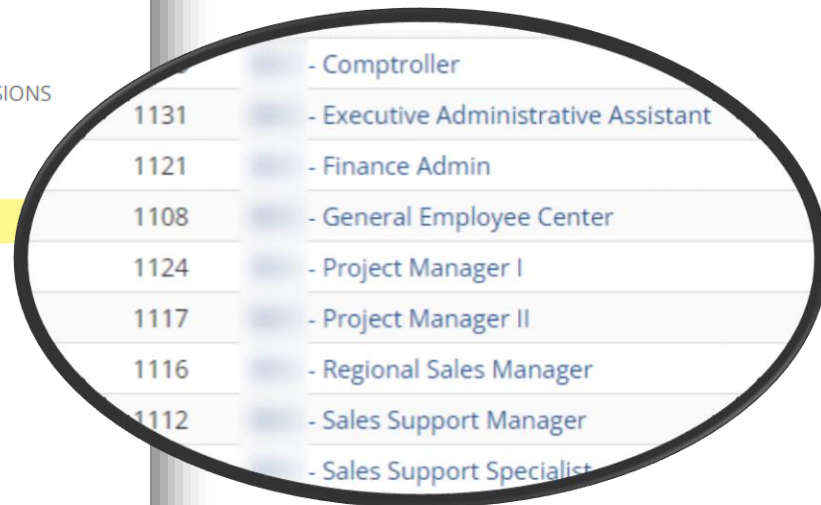 SIONS
- Comptroller
1131 - Executive Administrative Assistant
1121 - Finance Admin
1108 - General Employee Center
1124 - Project Manager I
1117 - Project Manager II
1116 - Regional Sales Manager
1112 - Sales Support Manager
- Sales Support Specialist